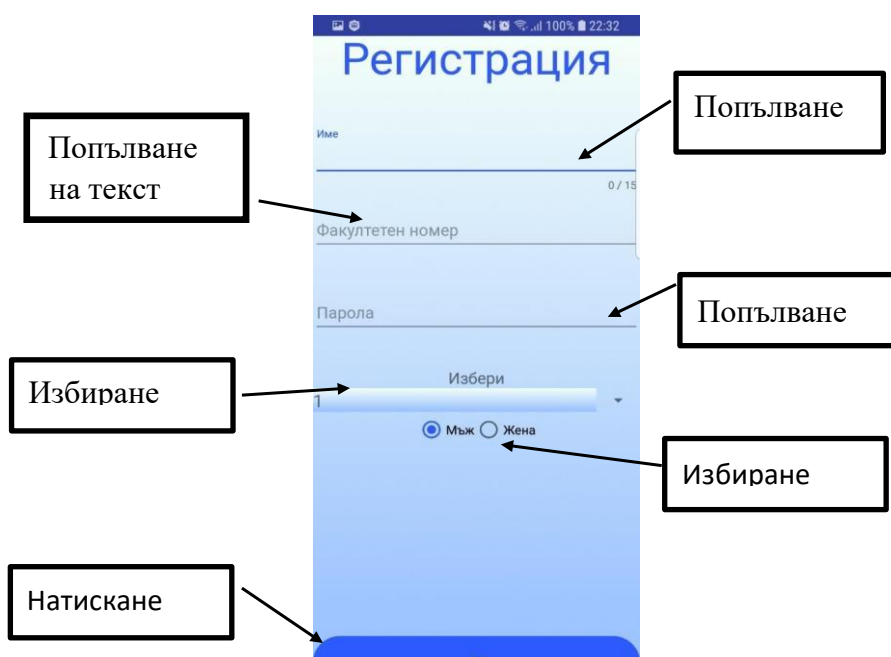 100% 22:32
Регистрация
Попълване
Име
Попълване
на текст
0 / 15
Факултетен номер
Попълване
Парола
Избери
Избиране
1
Мъж Жена
Избиране
Натискане